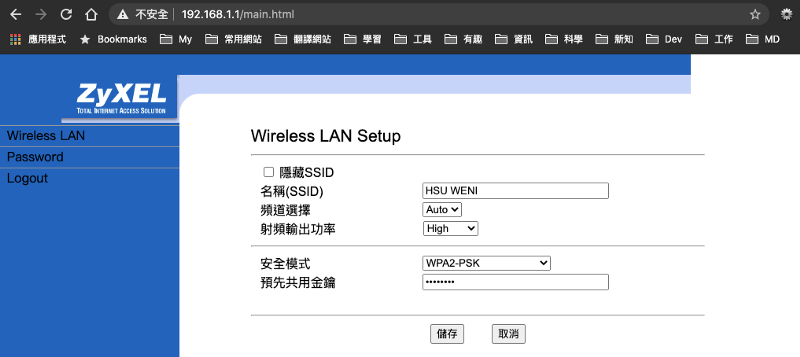 不安全 192.168.1.1/main.html
應用程式 Bookmarks My 常用網站 翻譯網站 學習 工具 有趣 資訊 科學 新知 Dev 工作 MD
ZyXEL
TOTAL INTERNET ACCESS SOLUTION
Wireless LAN
Password
Logout
Wireless LAN Setup
隱藏SSID
名稱(SSID) HSU WENI
頻道選擇 Auto
射頻輸出功率 High
安全模式 WPA2-PSK
預先共用金鑰 ••••••••
儲存 取消